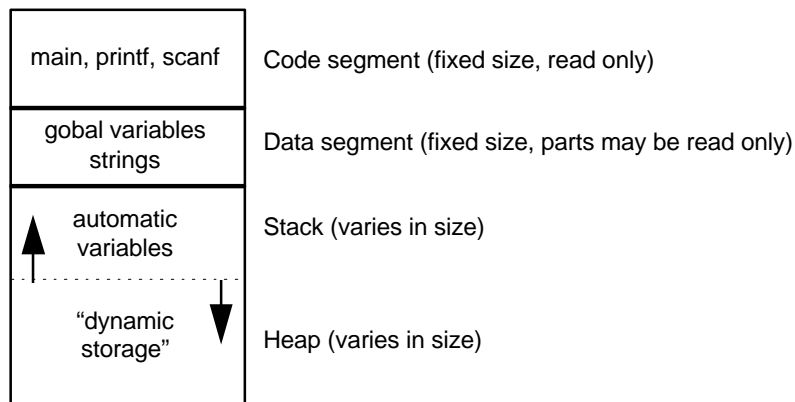 main, printf, scanf
Code segment (fixed size, read only)
gobal variables
strings
Data segment (fixed size, parts may be read only)
automatic
variables
Stack (varies in size)
“dynamic
storage”
Heap (varies in size)